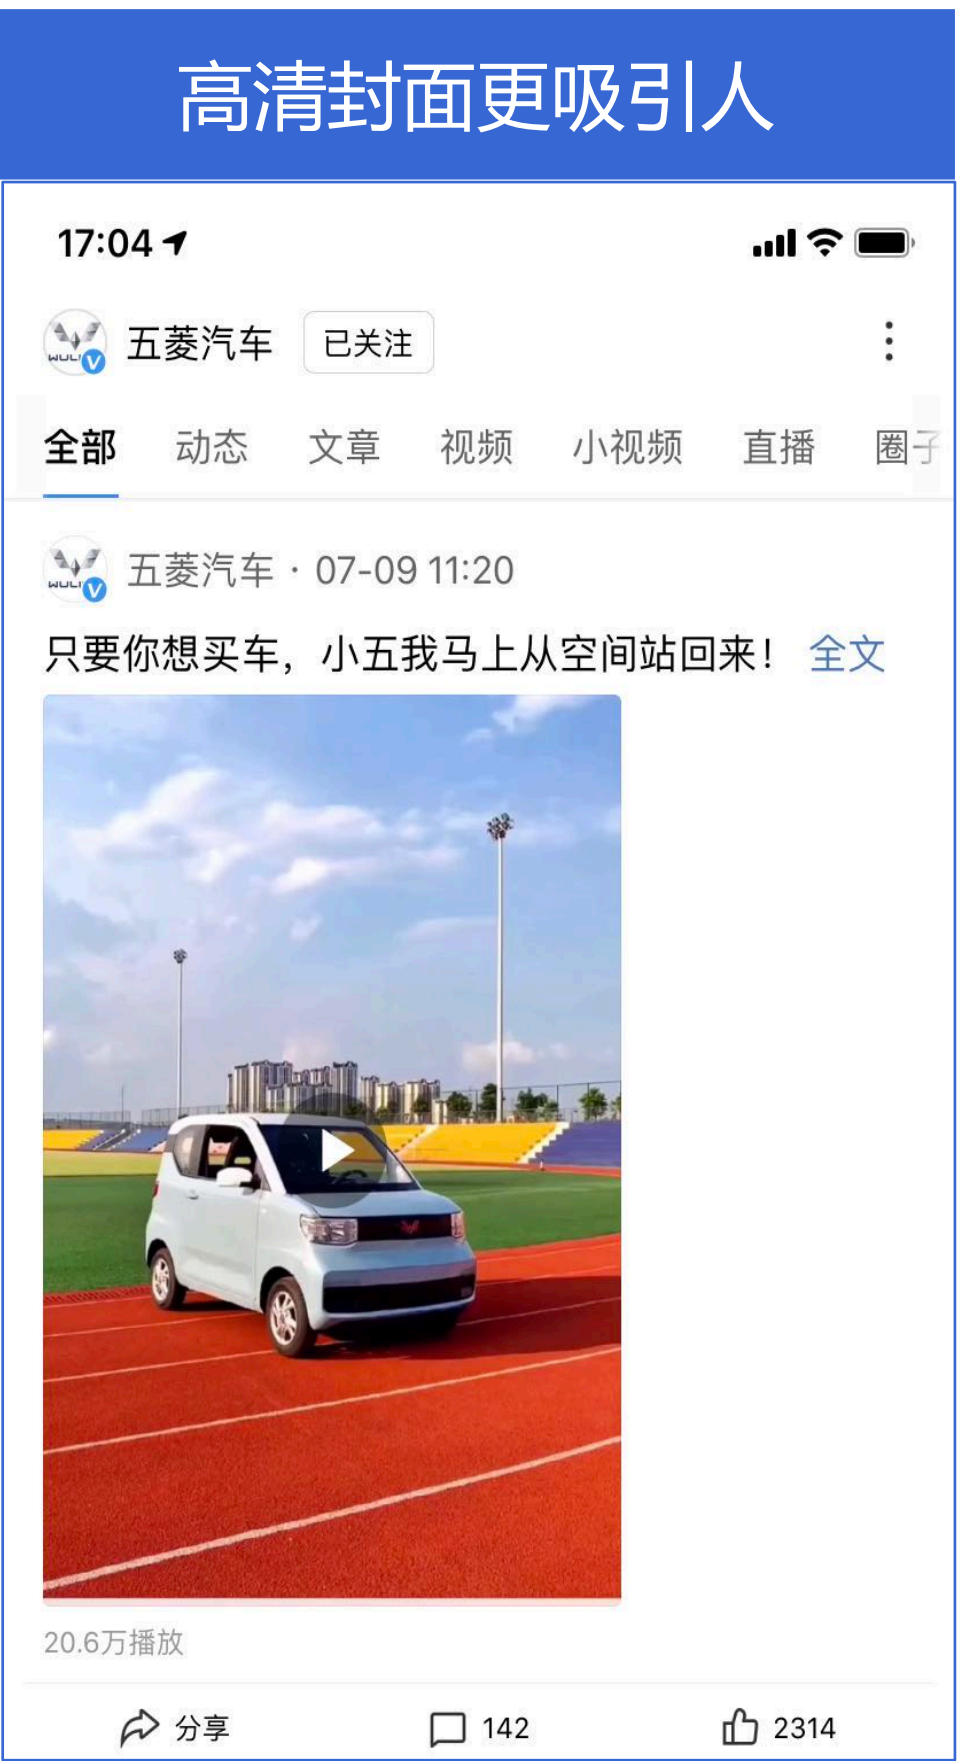 高清封面更吸引人
17:04
五菱汽车 已关注
全部 动态 文章 视频 小视频 直播 圈子
五菱汽车 · 07-09 11:20
只要你想买车，小五我马上从空间站回来！ 全文
20.6万播放
分享 142 2314